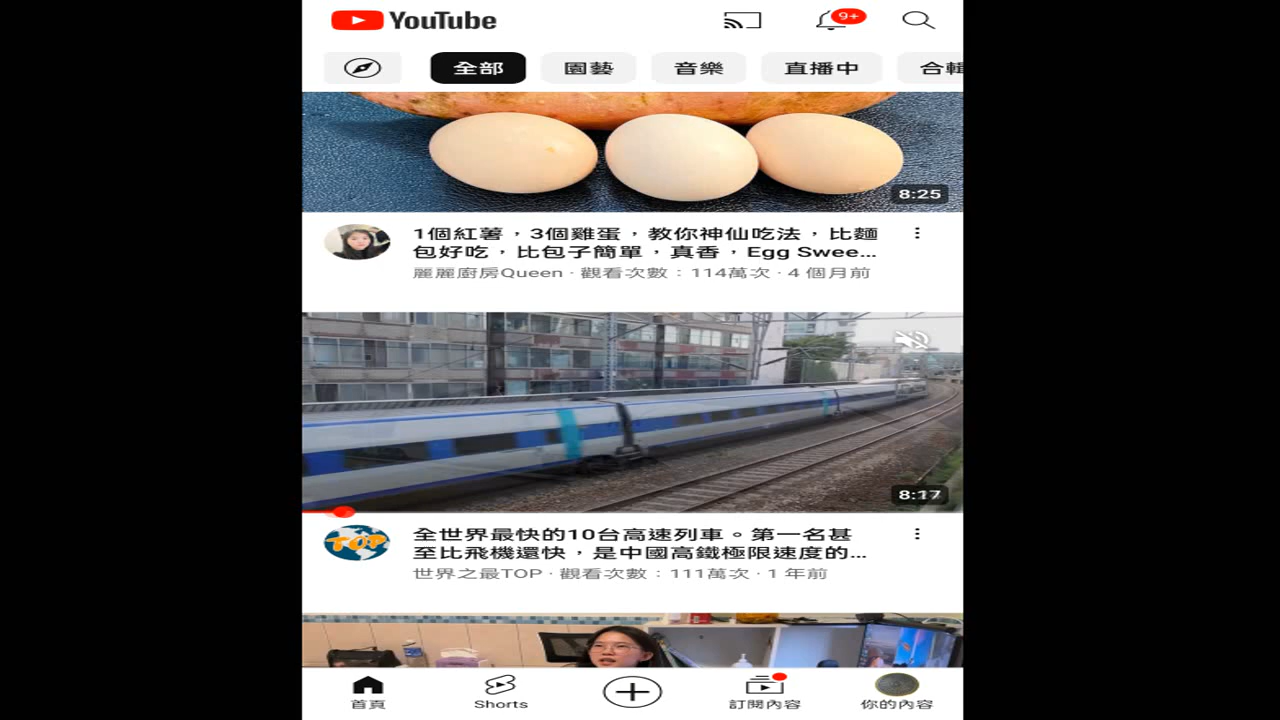 YouTube
9+
全部
園藝
音樂
直播中
合輯
8:25
1個紅薯，3個雞蛋，教你神仙吃法，比麵
包好吃，比包子簡單，真香，Egg Swee...
麗麗廚房Queen · 觀看次數：114萬次 · 4 個月前
8:17
TOP
全世界最快的10台高速列車。第一名甚
至比飛機還快，是中國高鐵極限速度的...
世界之最TOP · 觀看次數：111萬次 · 1 年前
首頁
Shorts
訂閱內容
你的內容